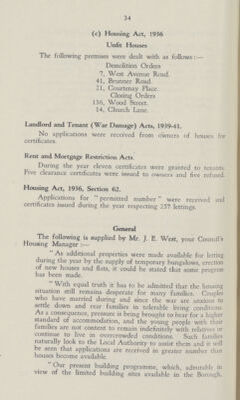 34
(c) Housing Act, 1936
Unfit Houses
The following premises were dealt with as follows :—
Demolition Orders
7, West Avenue Road.
41, Brunner Road.
21, Courtenay Place.
Closing Orders
136, Wood Street.
14, Church Lane.
Landlord and Tenant (War Damage) Acts, 1939-41.
No applications were received from owners of houses for
certificates.
Rent and Mortgage Restriction Acts.
During the year eleven certificates were granted to tenants.
Five clearance certificates were issued to owners and five refused.
Housing Act, 1936, Section 62.
Applications for "permitted number" were received and
certificates issued during the year respecting 257 lettings.
General
The following is supplied by Mr. J. E. West, your Council's
Housing Manager :—
"As additional properties were made available for letting
during the year by the supply of temporary bungalows, erection
of new houses and flats, it could be stated that some progress
has been made.
"With equal truth it has to be admitted that the housing
situation still remains desperate for many families. Couples
who have married during and since the war are anxious to
settle down and rear families in tolerable living conditions.
As a consequence, pressure is being brought to bear for a higher
standard of accommodation, and the young people with their
families are not content to remain indefinitely with relatives or
continue to live in overcrowded conditions. Such families
naturally look to the Local Authority to assist them and it will
be seen that applications are received in greater number than
houses become available.
"Our present building programme, which, admirably in
view of the limited building sites available in the Borough,